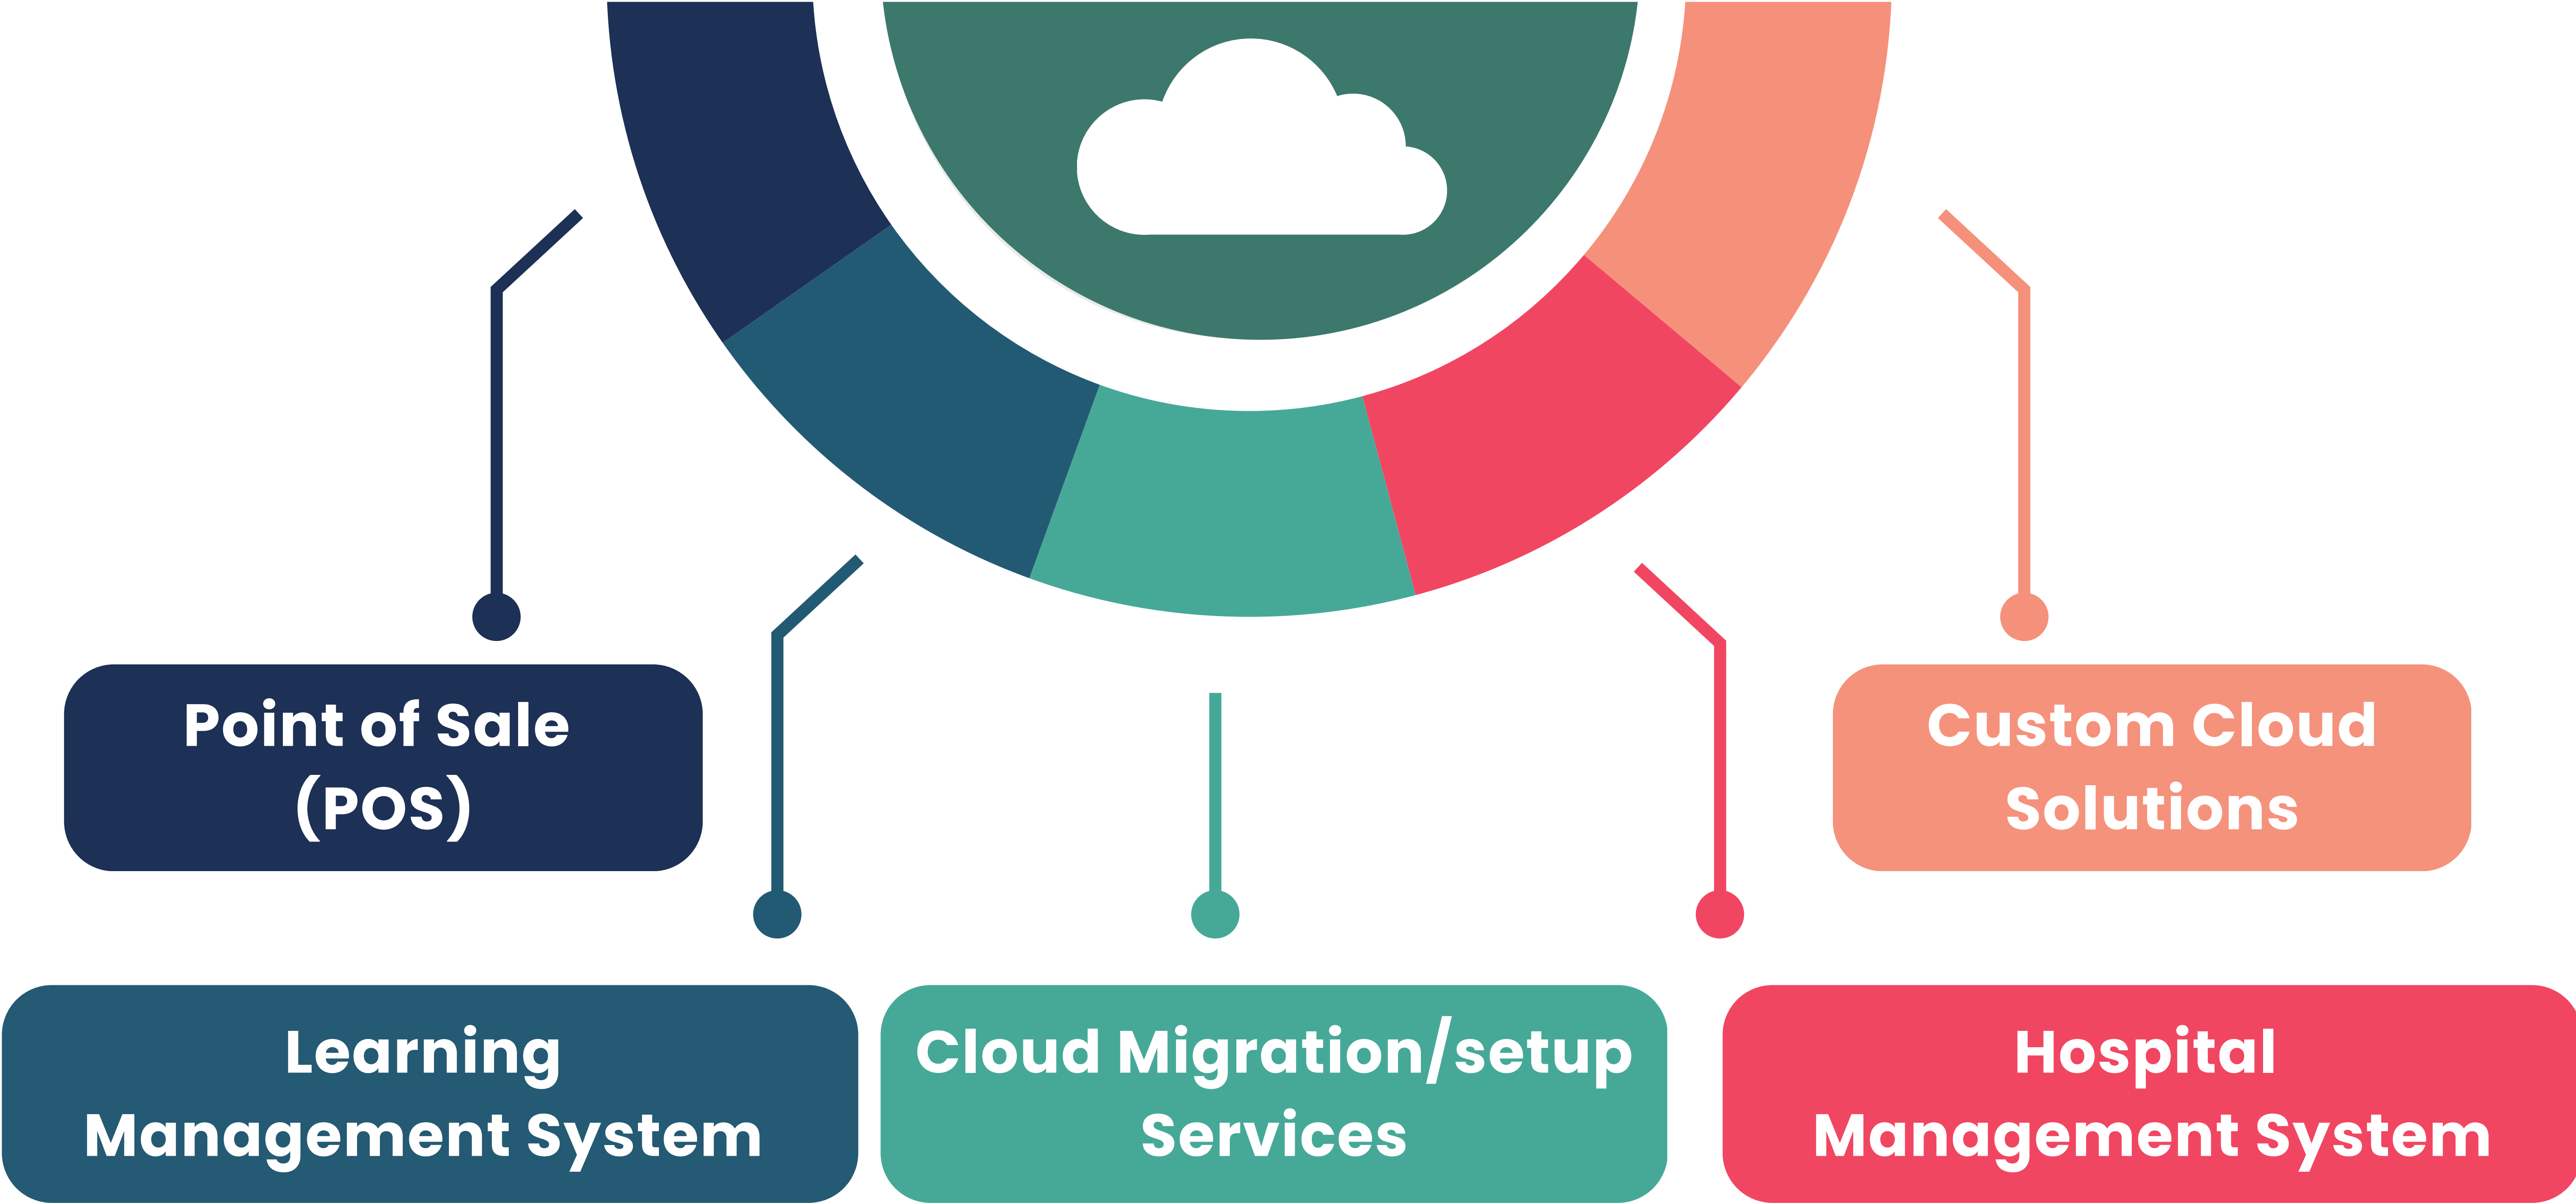 Point of Sale
(POS)
Custom Cloud
Solutions
Learning
Management System
Cloud Migration/setup
Services
Hospital
Management System